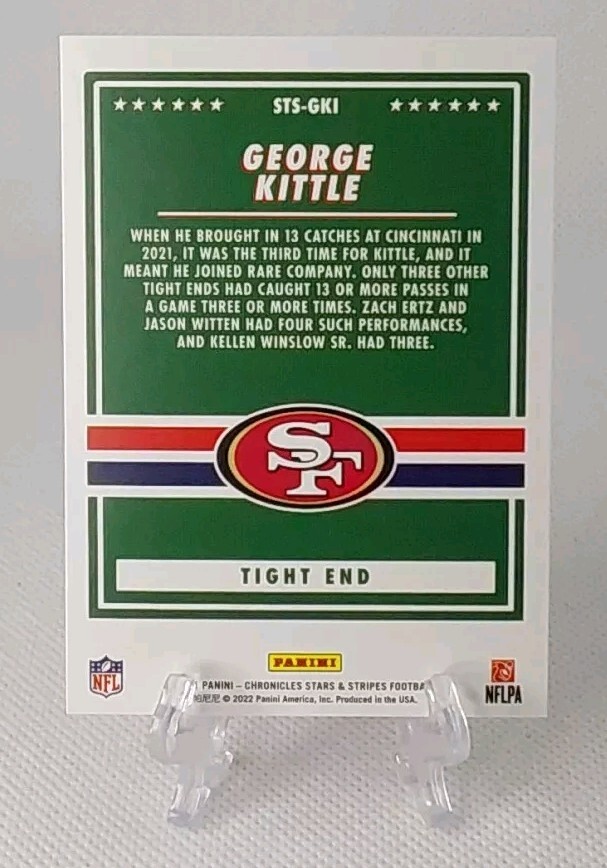 ★★★★★★ STS-GKI ★★★★★★
GEORGE
KITTLE
WHEN HE BROUGHT IN 13 CATCHES AT CINCINNATI IN
2021, IT WAS THE THIRD TIME FOR KITTLE, AND IT
MEANT HE JOINED RARE COMPANY. ONLY THREE OTHER
TIGHT ENDS HAD CAUGHT 13 OR MORE PASSES IN
A GAME THREE OR MORE TIMES. ZACH ERTZ AND
JASON WITTEN HAD FOUR SUCH PERFORMANCES,
AND KELLEN WINSLOW SR. HAD THREE.
SF
TIGHT END
PANINI
NFL
PANINI – CHRONICLES STARS & STRIPES FOOTBA
NFLPA
帕尼尼 © 2022 Panini America, Inc. Produced in the USA.